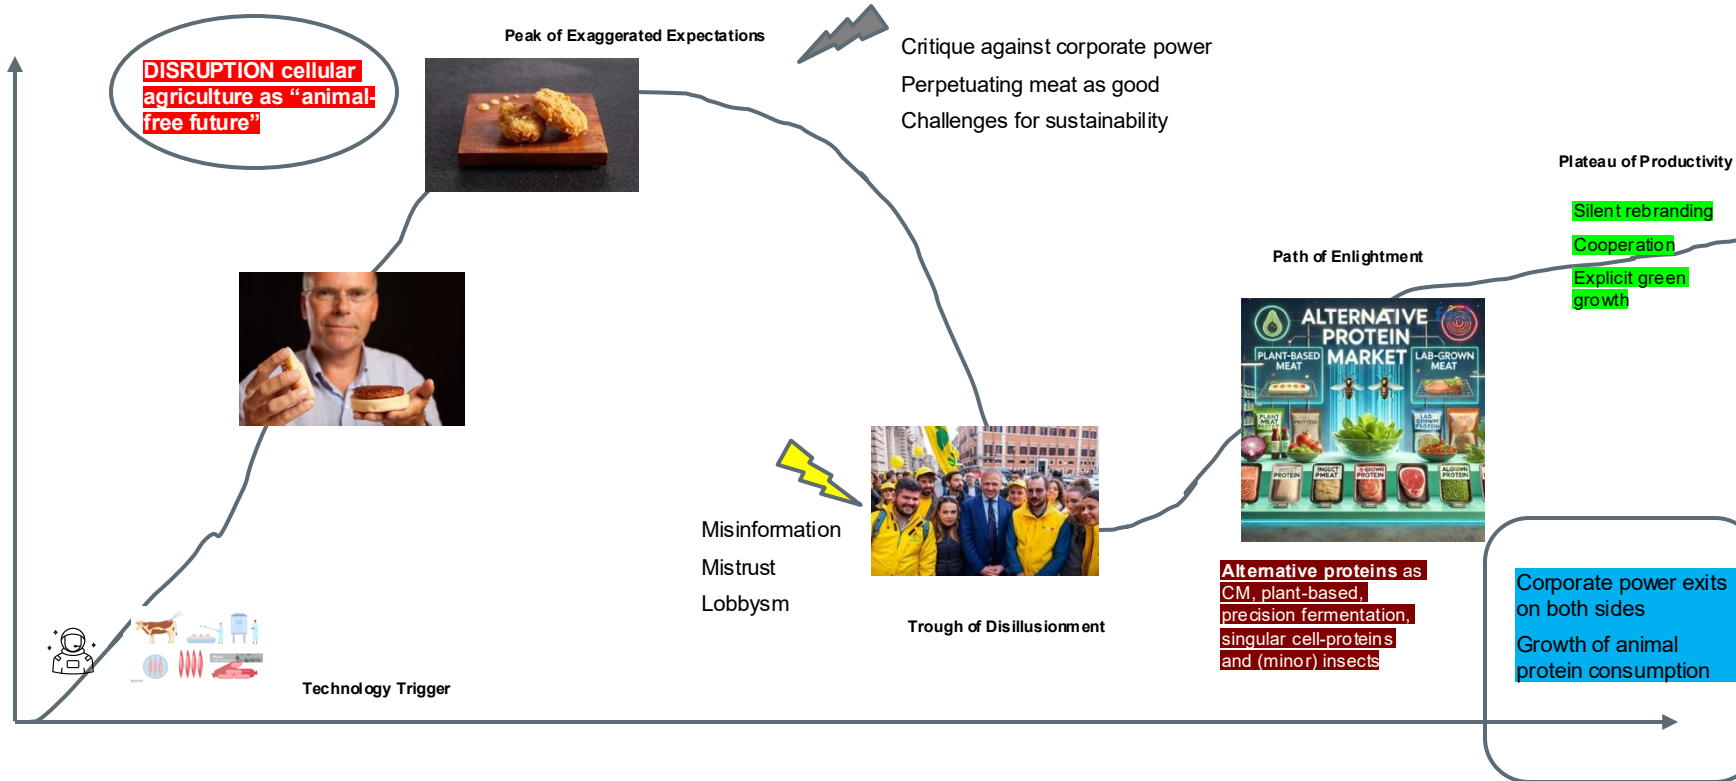 Peak of Exaggerated Expectations
DISRUPTION cellular
agriculture as “animal-
free future”
Critique against corporate power
Perpetuating meat as good
Challenges for sustainability
Plateau of Productivity
Silent rebranding
Cooperation
Explicit green
growth
Path of Enlightment
ALTERNATIVE
PROTEIN
MARKET
PLANT-BASED
MEAT
LAB-GROWN
MEAT
PLANT
MEAT
Misinformation
Mistrust
Lobbysm
Trough of Disillusionment
Alternative proteins as
CM, plant-based,
precision fermentation,
singular cell-proteins
and (minor) insects
Corporate power exits
on both sides
Growth of animal
protein consumption
Technology Trigger